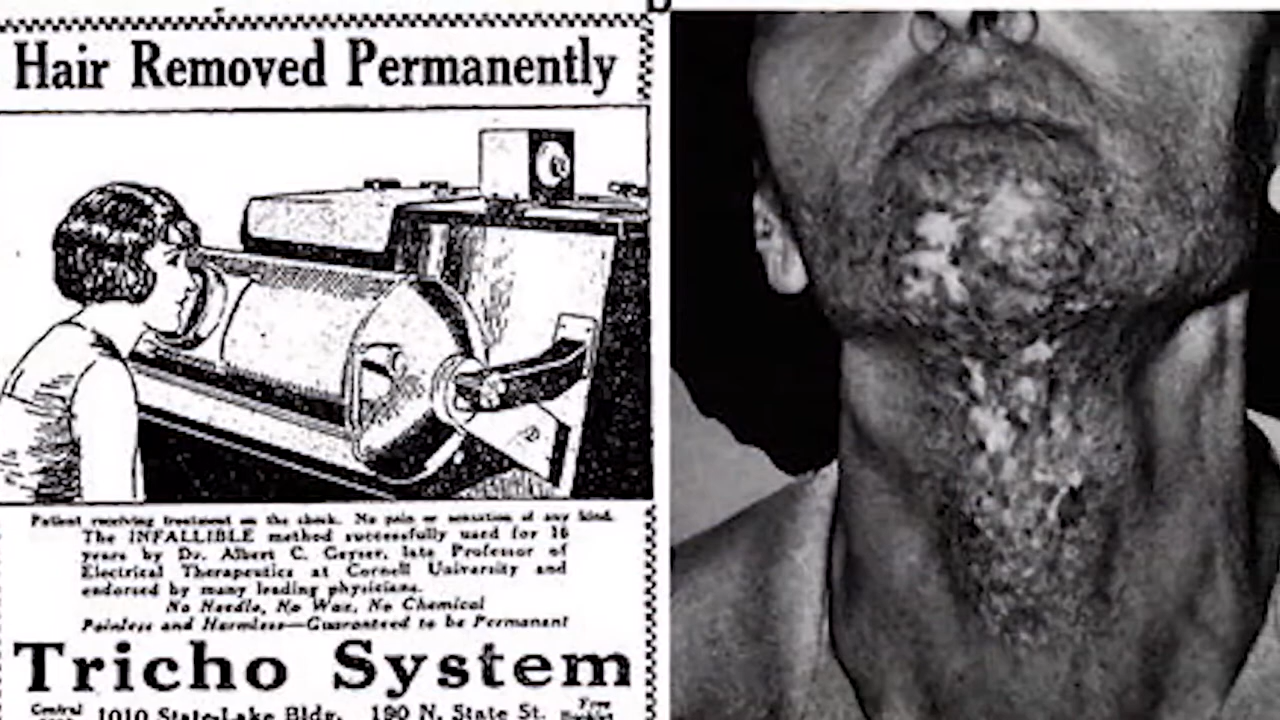 Hair Removed Permanently
Patient receiving treatment on the cheek. No pain or sensation of any kind.
The INFALLIBLE method successfully used for 16
years by Dr. Albert C. Geyser, late Professor of
Electrical Therapeutics at Cornell University and
endorsed by many leading physicians.
No Needle, No Wax, No Chemical
Painless and Harmless—Guaranteed to be Permanent
Tricho System
Central
1010 State-Lake Bldg. 190 N. State St. Free